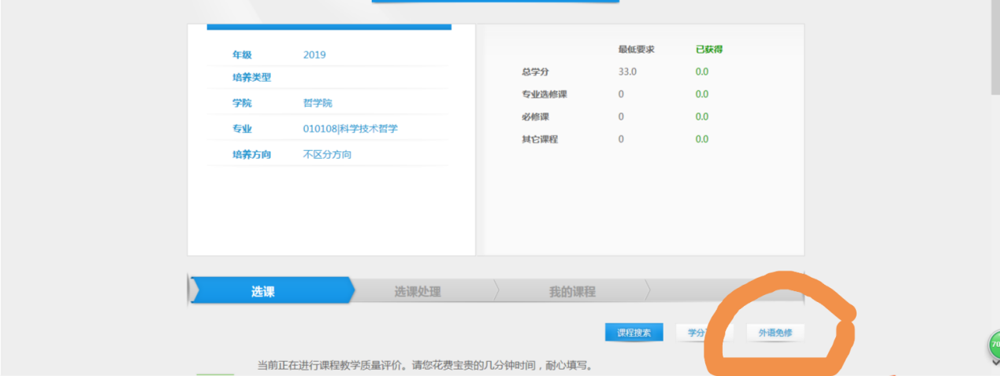 年级 2019
培养类型
学院 哲学院
专业 010108|科学技术哲学
培养方向 不区分方向
最低要求 已获得
总学分 33.0 0.0
专业选修课 0 0.0
必修课 0 0.0
其它课程 0 0.0
选课 选课处理 我的课程
课程搜索 学分 外语免修
当前正在进行课程教学质量评价。请您花费宝贵的几分钟时间，耐心填写。